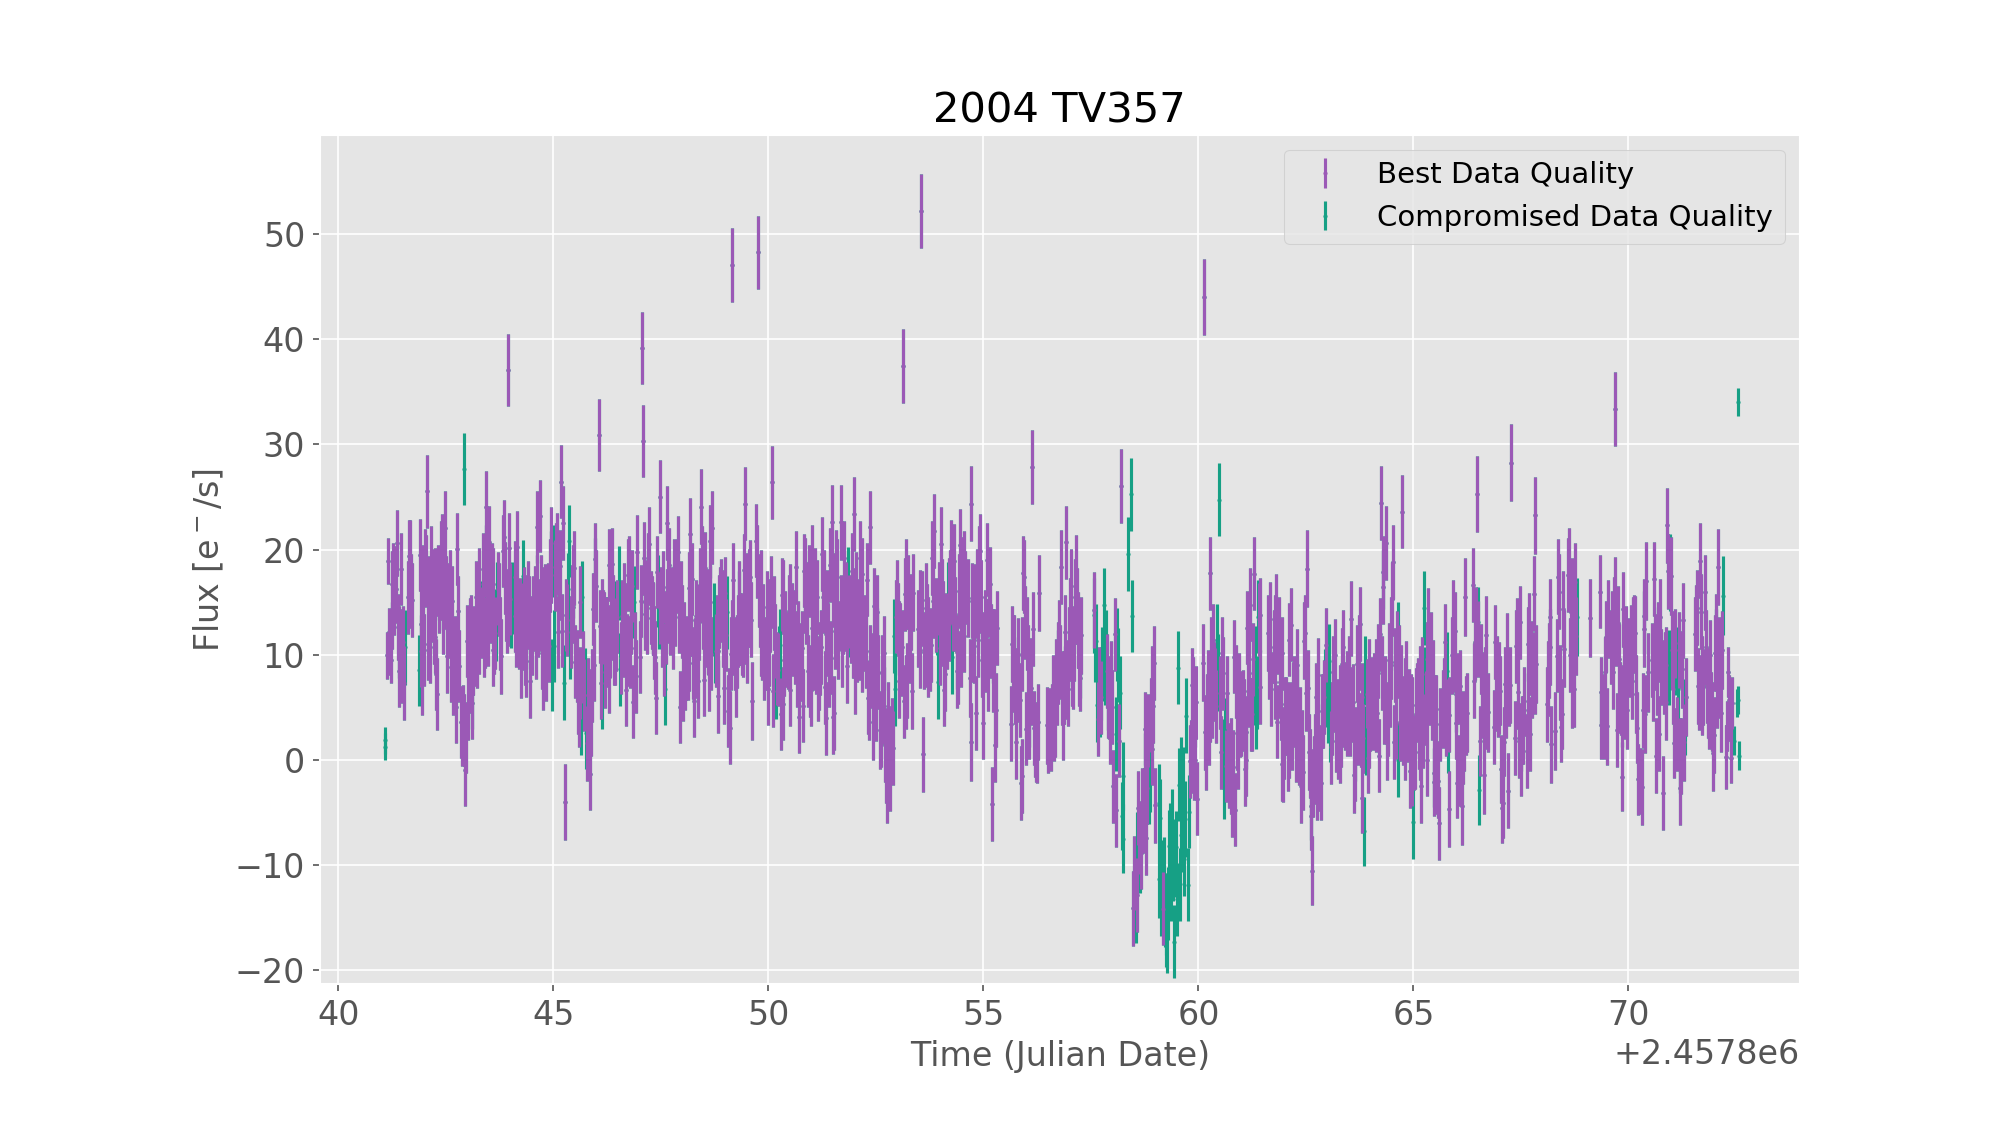 2004 TV357
Best Data Quality
Compromised Data Quality
50
40
30
20
10
0
−10
−20
Flux [e⁻/s]
40 45 50 55 60 65 70
Time (Julian Date)
+2.4578e6